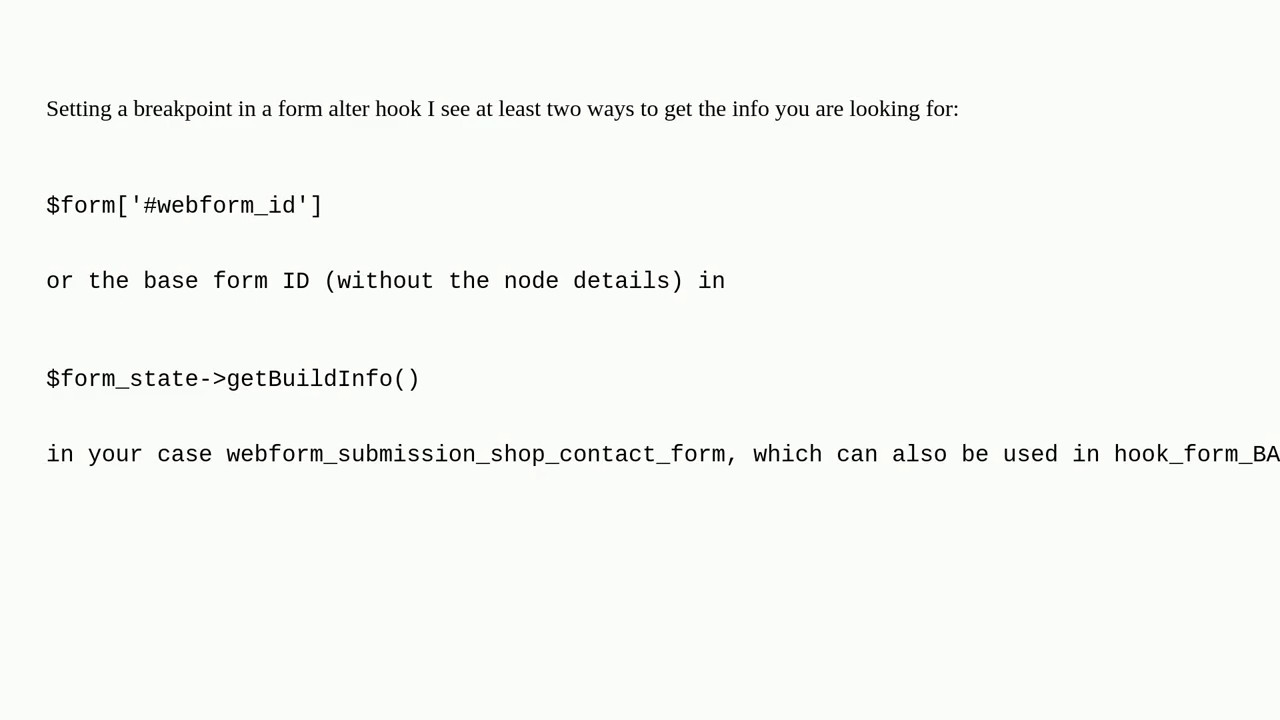 Setting a breakpoint in a form alter hook I see at least two ways to get the info you are looking for:
$form['#webform_id']
or the base form ID (without the node details) in
$form_state->getBuildInfo()
in your case webform_submission_shop_contact_form, which can also be used in hook_form_BA